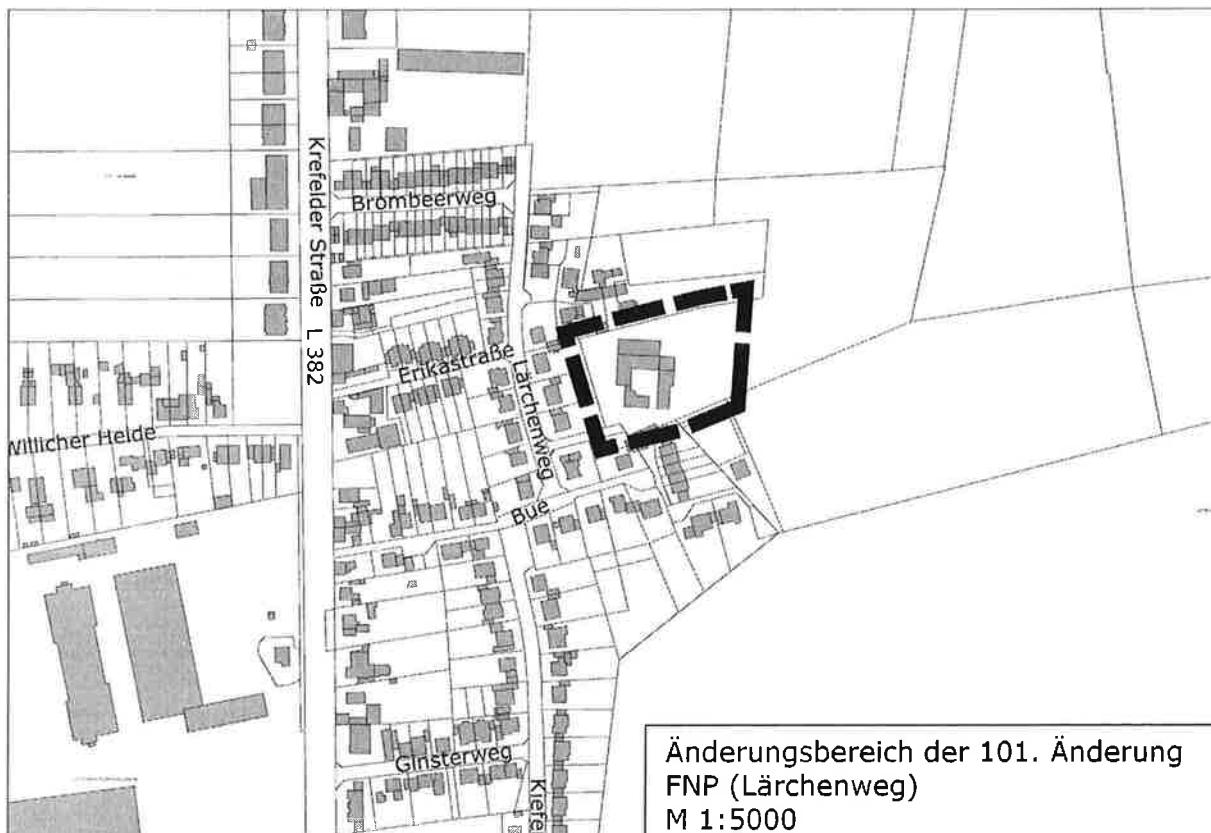 Krefelder Straße L 382
Brombeerweg
Erikastraße
Lärchenweg
Willicher Heide
Bue
Ginsterweg
Kiefe
Änderungsbereich der 101. Änderung
FNP (Lärchenweg)
M 1:5000